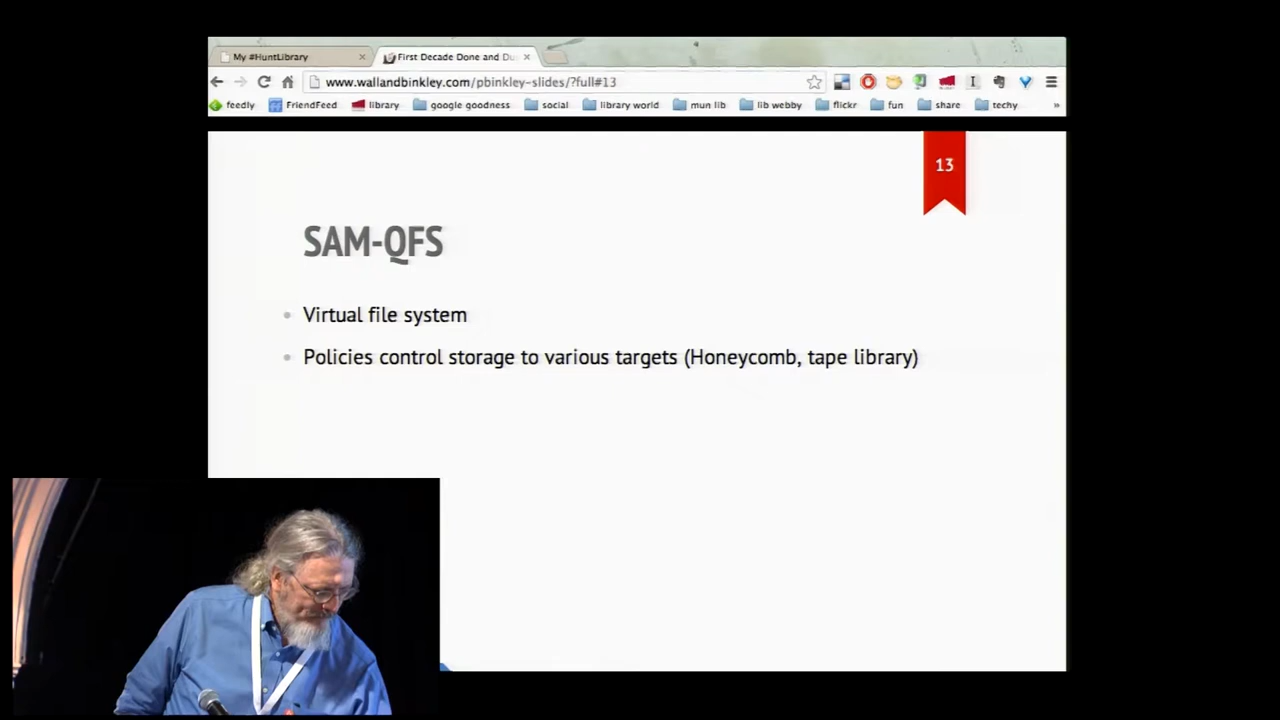 My #HuntLibrary
First Decade Done and Du
www.wallandbinkley.com/pbinkley-slides/?full#13
feedly FriendFeed library google goodness social library world mun lib lib webby flickr fun share techy »
13
SAM-QFS
Virtual file system
Policies control storage to various targets (Honeycomb, tape library)